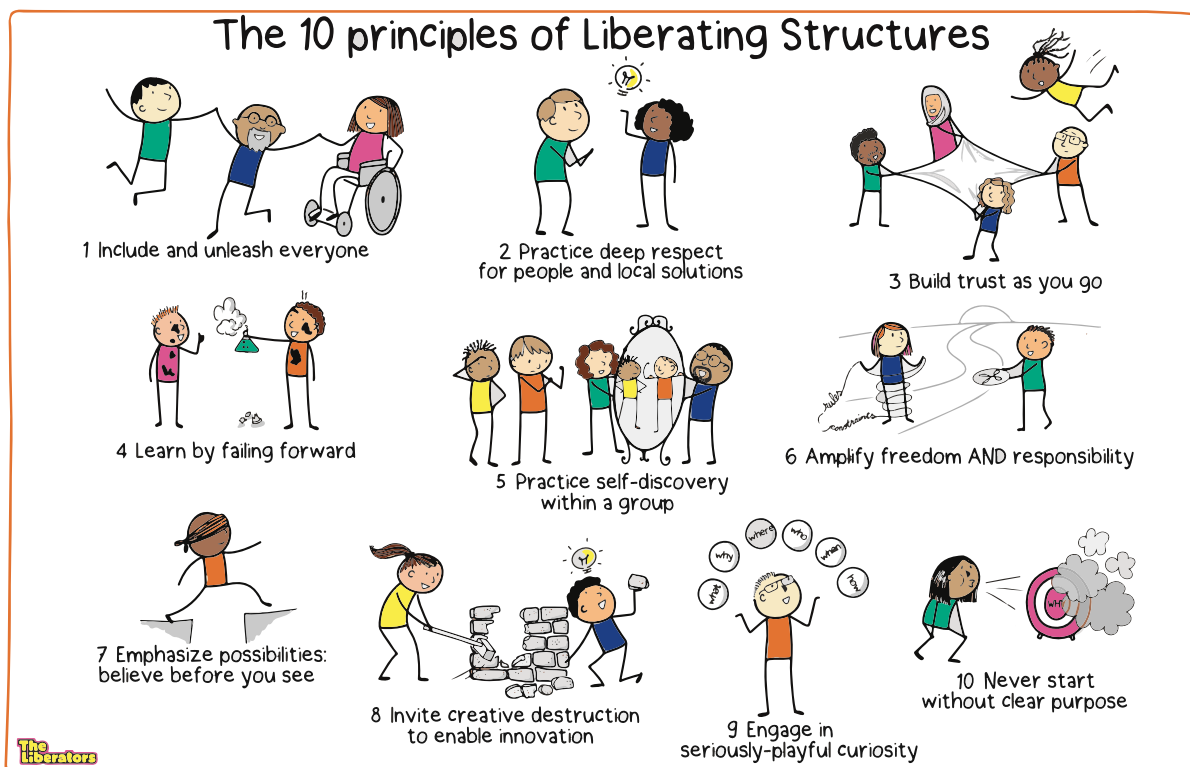 The 10 principles of Liberating Structures
1 Include and unleash everyone
2 Practice deep respect
for people and local solutions
3 Build trust as you go
4 Learn by failing forward
5 Practice self-discovery
within a group
rules
constraints
6 Amplify freedom AND responsibility
7 Emphasize possibilities:
believe before you see
8 Invite creative destruction
to enable innovation
what
why
where
who
when
how
9 Engage in
seriously-playful curiosity
10 Never start
without clear purpose
The
Liberators